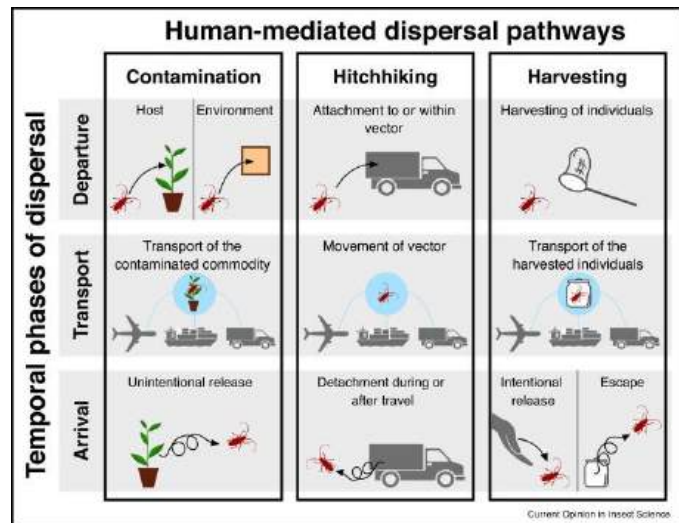 Human-mediated dispersal pathways
Contamination
Hitchhiking
Harvesting
Temporal phases of dispersal
Departure
Host
Environment
Attachment to or within
vector
Harvesting of individuals
Transport
Transport of the
contaminated commodity
Movement of vector
Transport of the
harvested individuals
Arrival
Unintentional release
Detachment during or
after travel
Intentional
release
Escape
Current Opinion in Insect Science